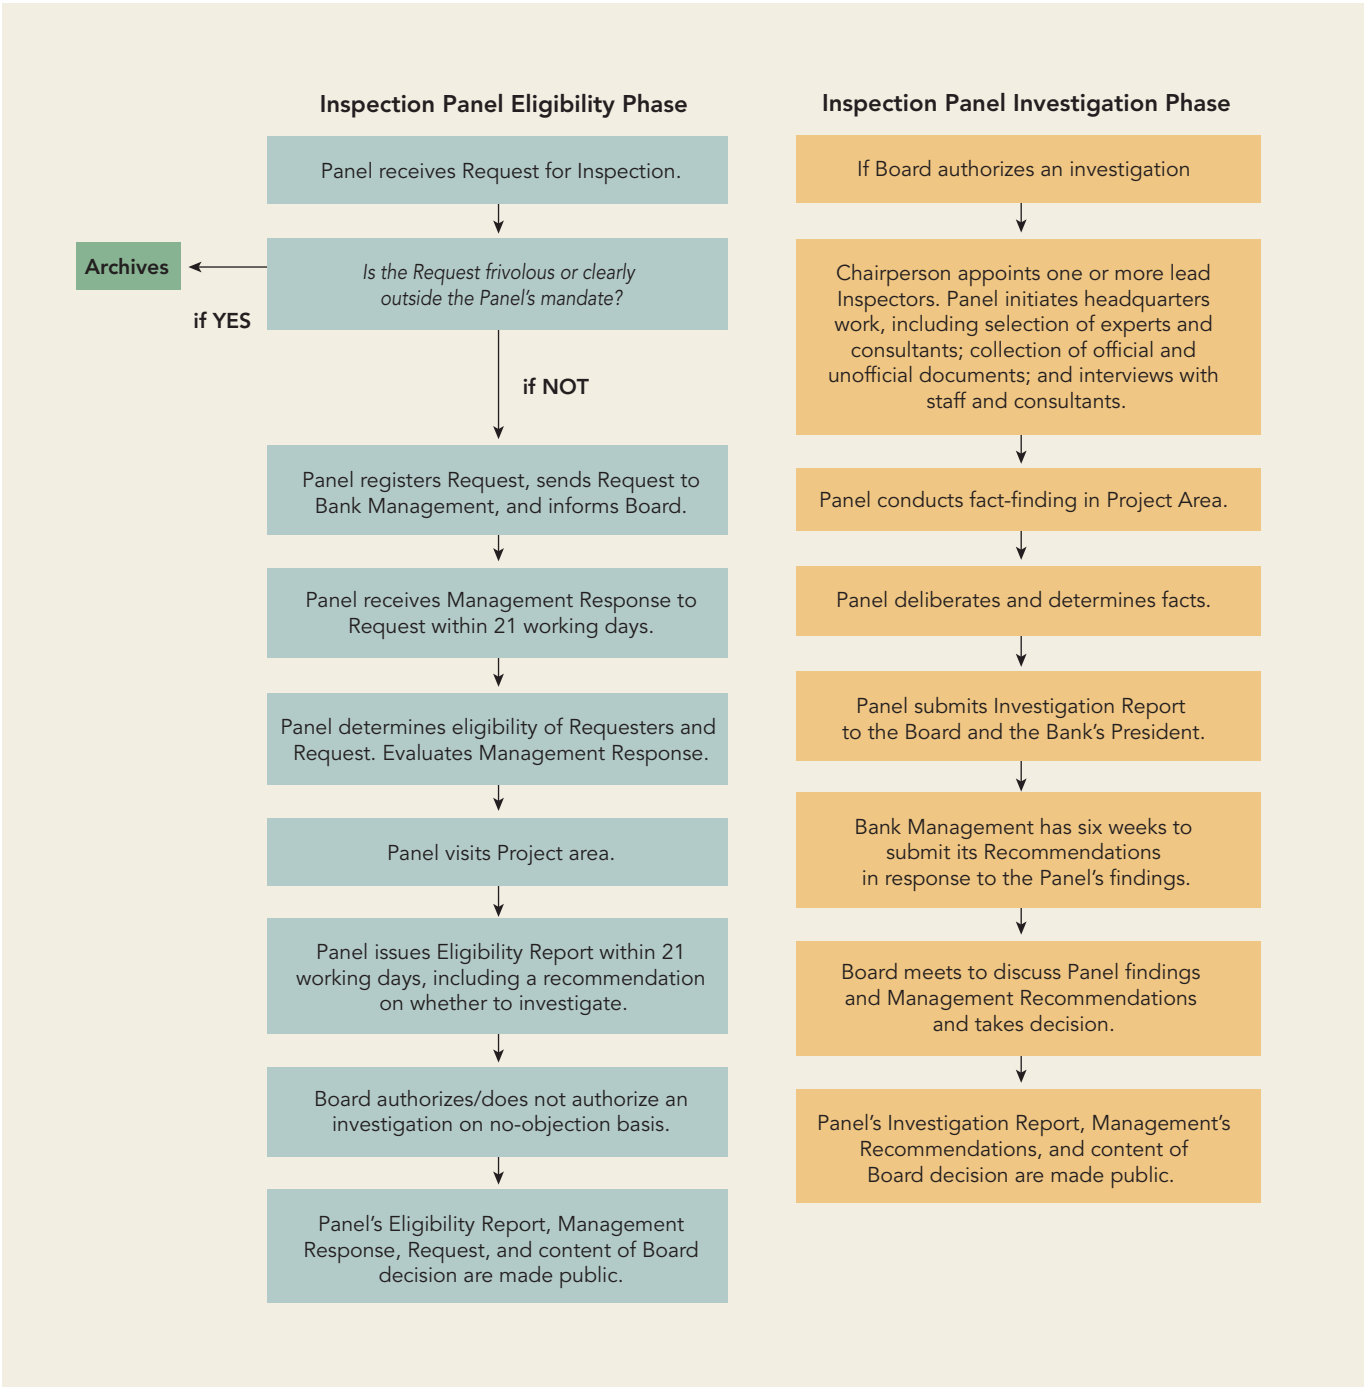 Inspection Panel Eligibility Phase
Panel receives Request for Inspection.
Is the Request frivolous or clearly
outside the Panel's mandate?
Archives
if YES
if NOT
Panel registers Request, sends Request to
Bank Management, and informs Board.
Panel receives Management Response to
Request within 21 working days.
Panel determines eligibility of Requesters and
Request. Evaluates Management Response.
Panel visits Project area.
Panel issues Eligibility Report within 21
working days, including a recommendation
on whether to investigate.
Board authorizes/does not authorize an
investigation on no-objection basis.
Panel's Eligibility Report, Management
Response, Request, and content of Board
decision are made public.
Inspection Panel Investigation Phase
If Board authorizes an investigation
Chairperson appoints one or more lead
Inspectors. Panel initiates headquarters
work, including selection of experts and
consultants; collection of official and
unofficial documents; and interviews with
staff and consultants.
Panel conducts fact-finding in Project Area.
Panel deliberates and determines facts.
Panel submits Investigation Report
to the Board and the Bank's President.
Bank Management has six weeks to
submit its Recommendations
in response to the Panel's findings.
Board meets to discuss Panel findings
and Management Recommendations
and takes decision.
Panel's Investigation Report, Management's
Recommendations, and content of
Board decision are made public.